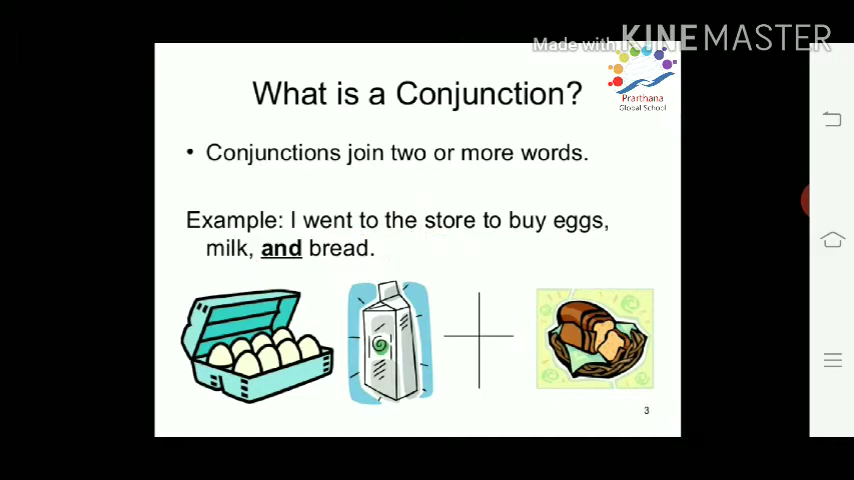 Made with KINEMASTER
What is a Conjunction?
Prarthana
Global School
• Conjunctions join two or more words.
Example: I went to the store to buy eggs,
milk, and bread.
3